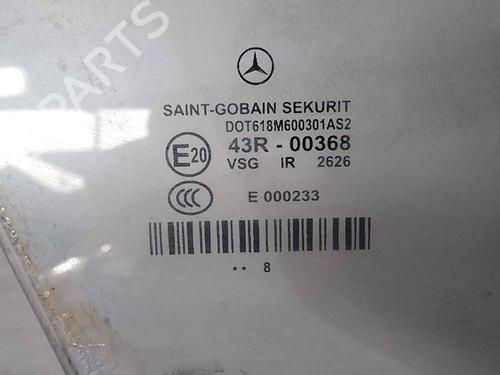 PARTS
SAINT-GOBAIN SEKURIT
DOT618M600301AS2
E20 43R - 00368
VSG IR 2626
CCC E 000233
.. 8